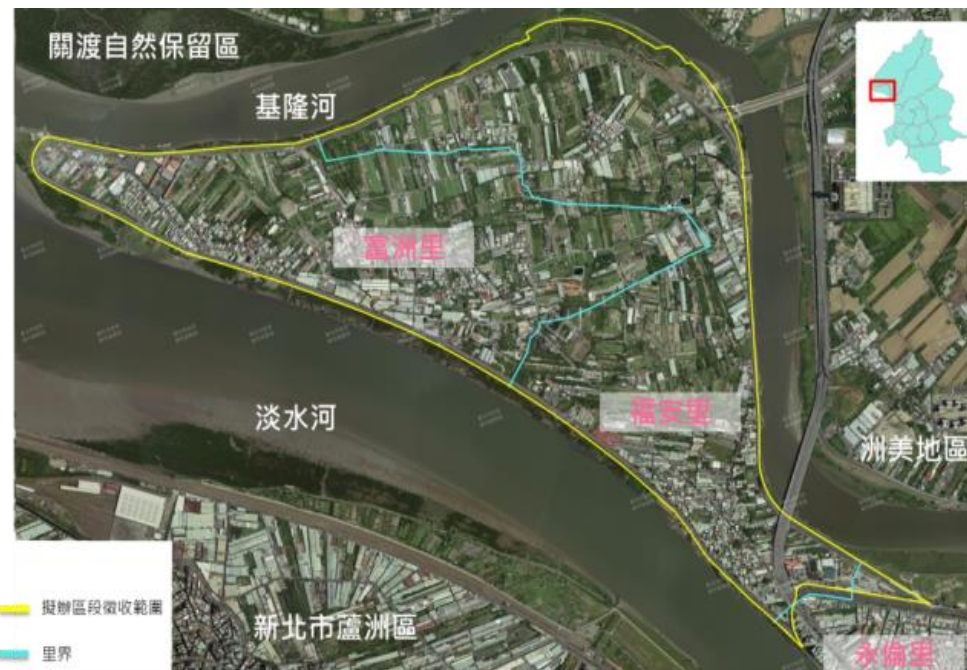 關渡自然保留區
基隆河
富洲里
淡水河
福安里
洲美地區
擬辦區段徵收範圍
新北市蘆洲區
里界
永倫里